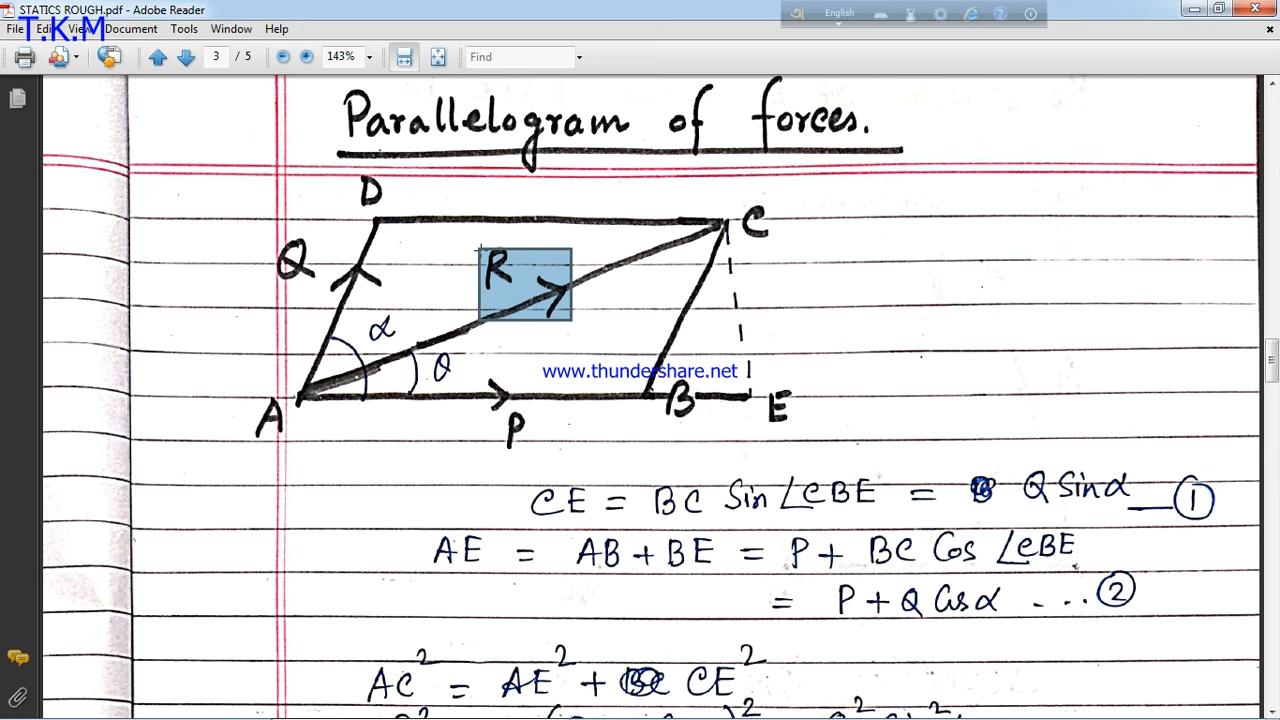 STATICS ROUGH.pdf - Adobe Reader
English
T.K.M
File Edit View Document Tools Window Help
3 / 5 143% Find
Parallelogram of forces.
D
C
Q
R
α
θ
www.thundershare.net
A
P
B
E
CE = BC Sin∠CBE = Q Sinα — ①
AE = AB + BE = P + BC Cos ∠CBE
= P + Q Cosα ---- ②
AC² = AE² + CE²